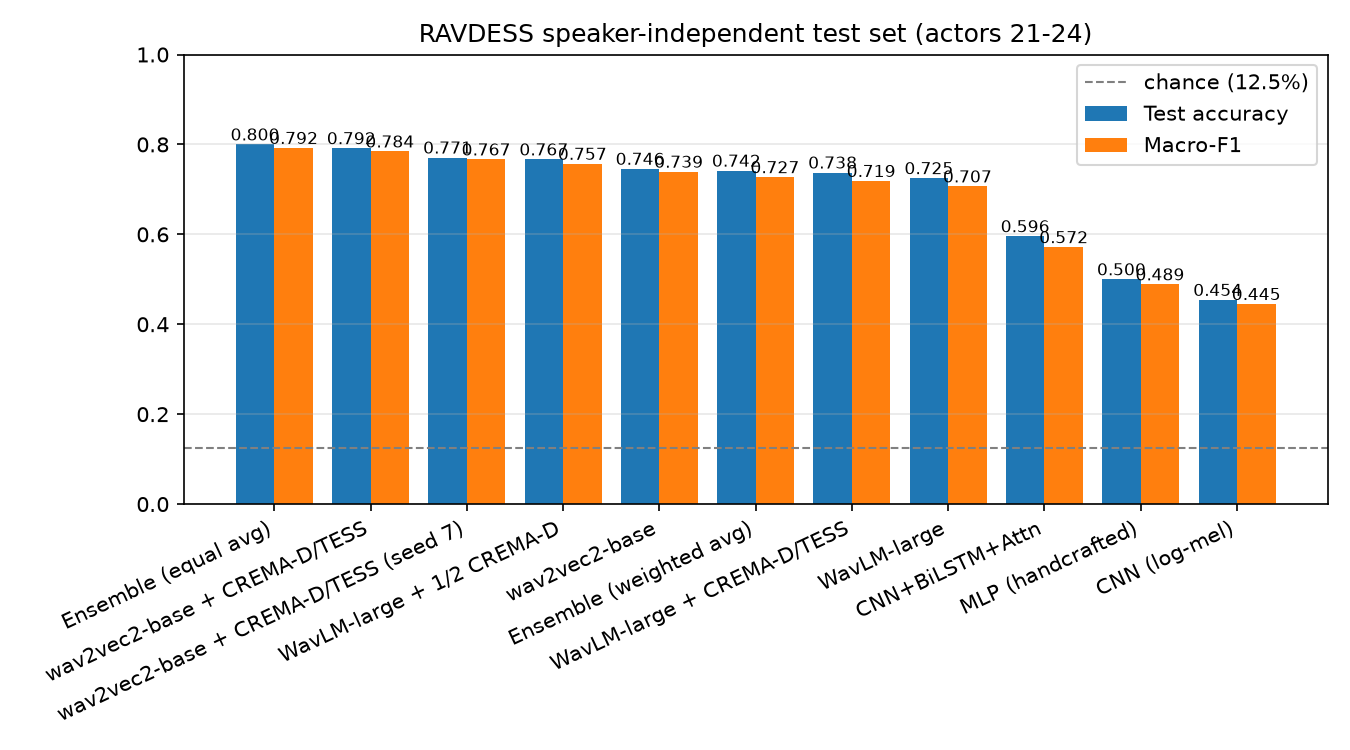 RAVDESS speaker-independent test set (actors 21-24)
1.0
0.8
0.6
0.4
0.2
0.0
chance (12.5%)
Test accuracy
Macro-F1
0.800
0.792
0.792
0.784
0.771
0.767
0.767
0.757
0.746
0.739
0.742
0.727
0.738
0.719
0.725
0.707
0.596
0.572
0.500
0.489
0.454
0.445
Ensemble (equal avg)
wav2vec2-base + CREMA-D/TESS
wav2vec2-base + CREMA-D/TESS (seed 7)
WavLM-large + 1/2 CREMA-D
wav2vec2-base
Ensemble (weighted avg)
WavLM-large + CREMA-D/TESS
WavLM-large
CNN+BiLSTM+Attn
MLP (handcrafted)
CNN (log-mel)